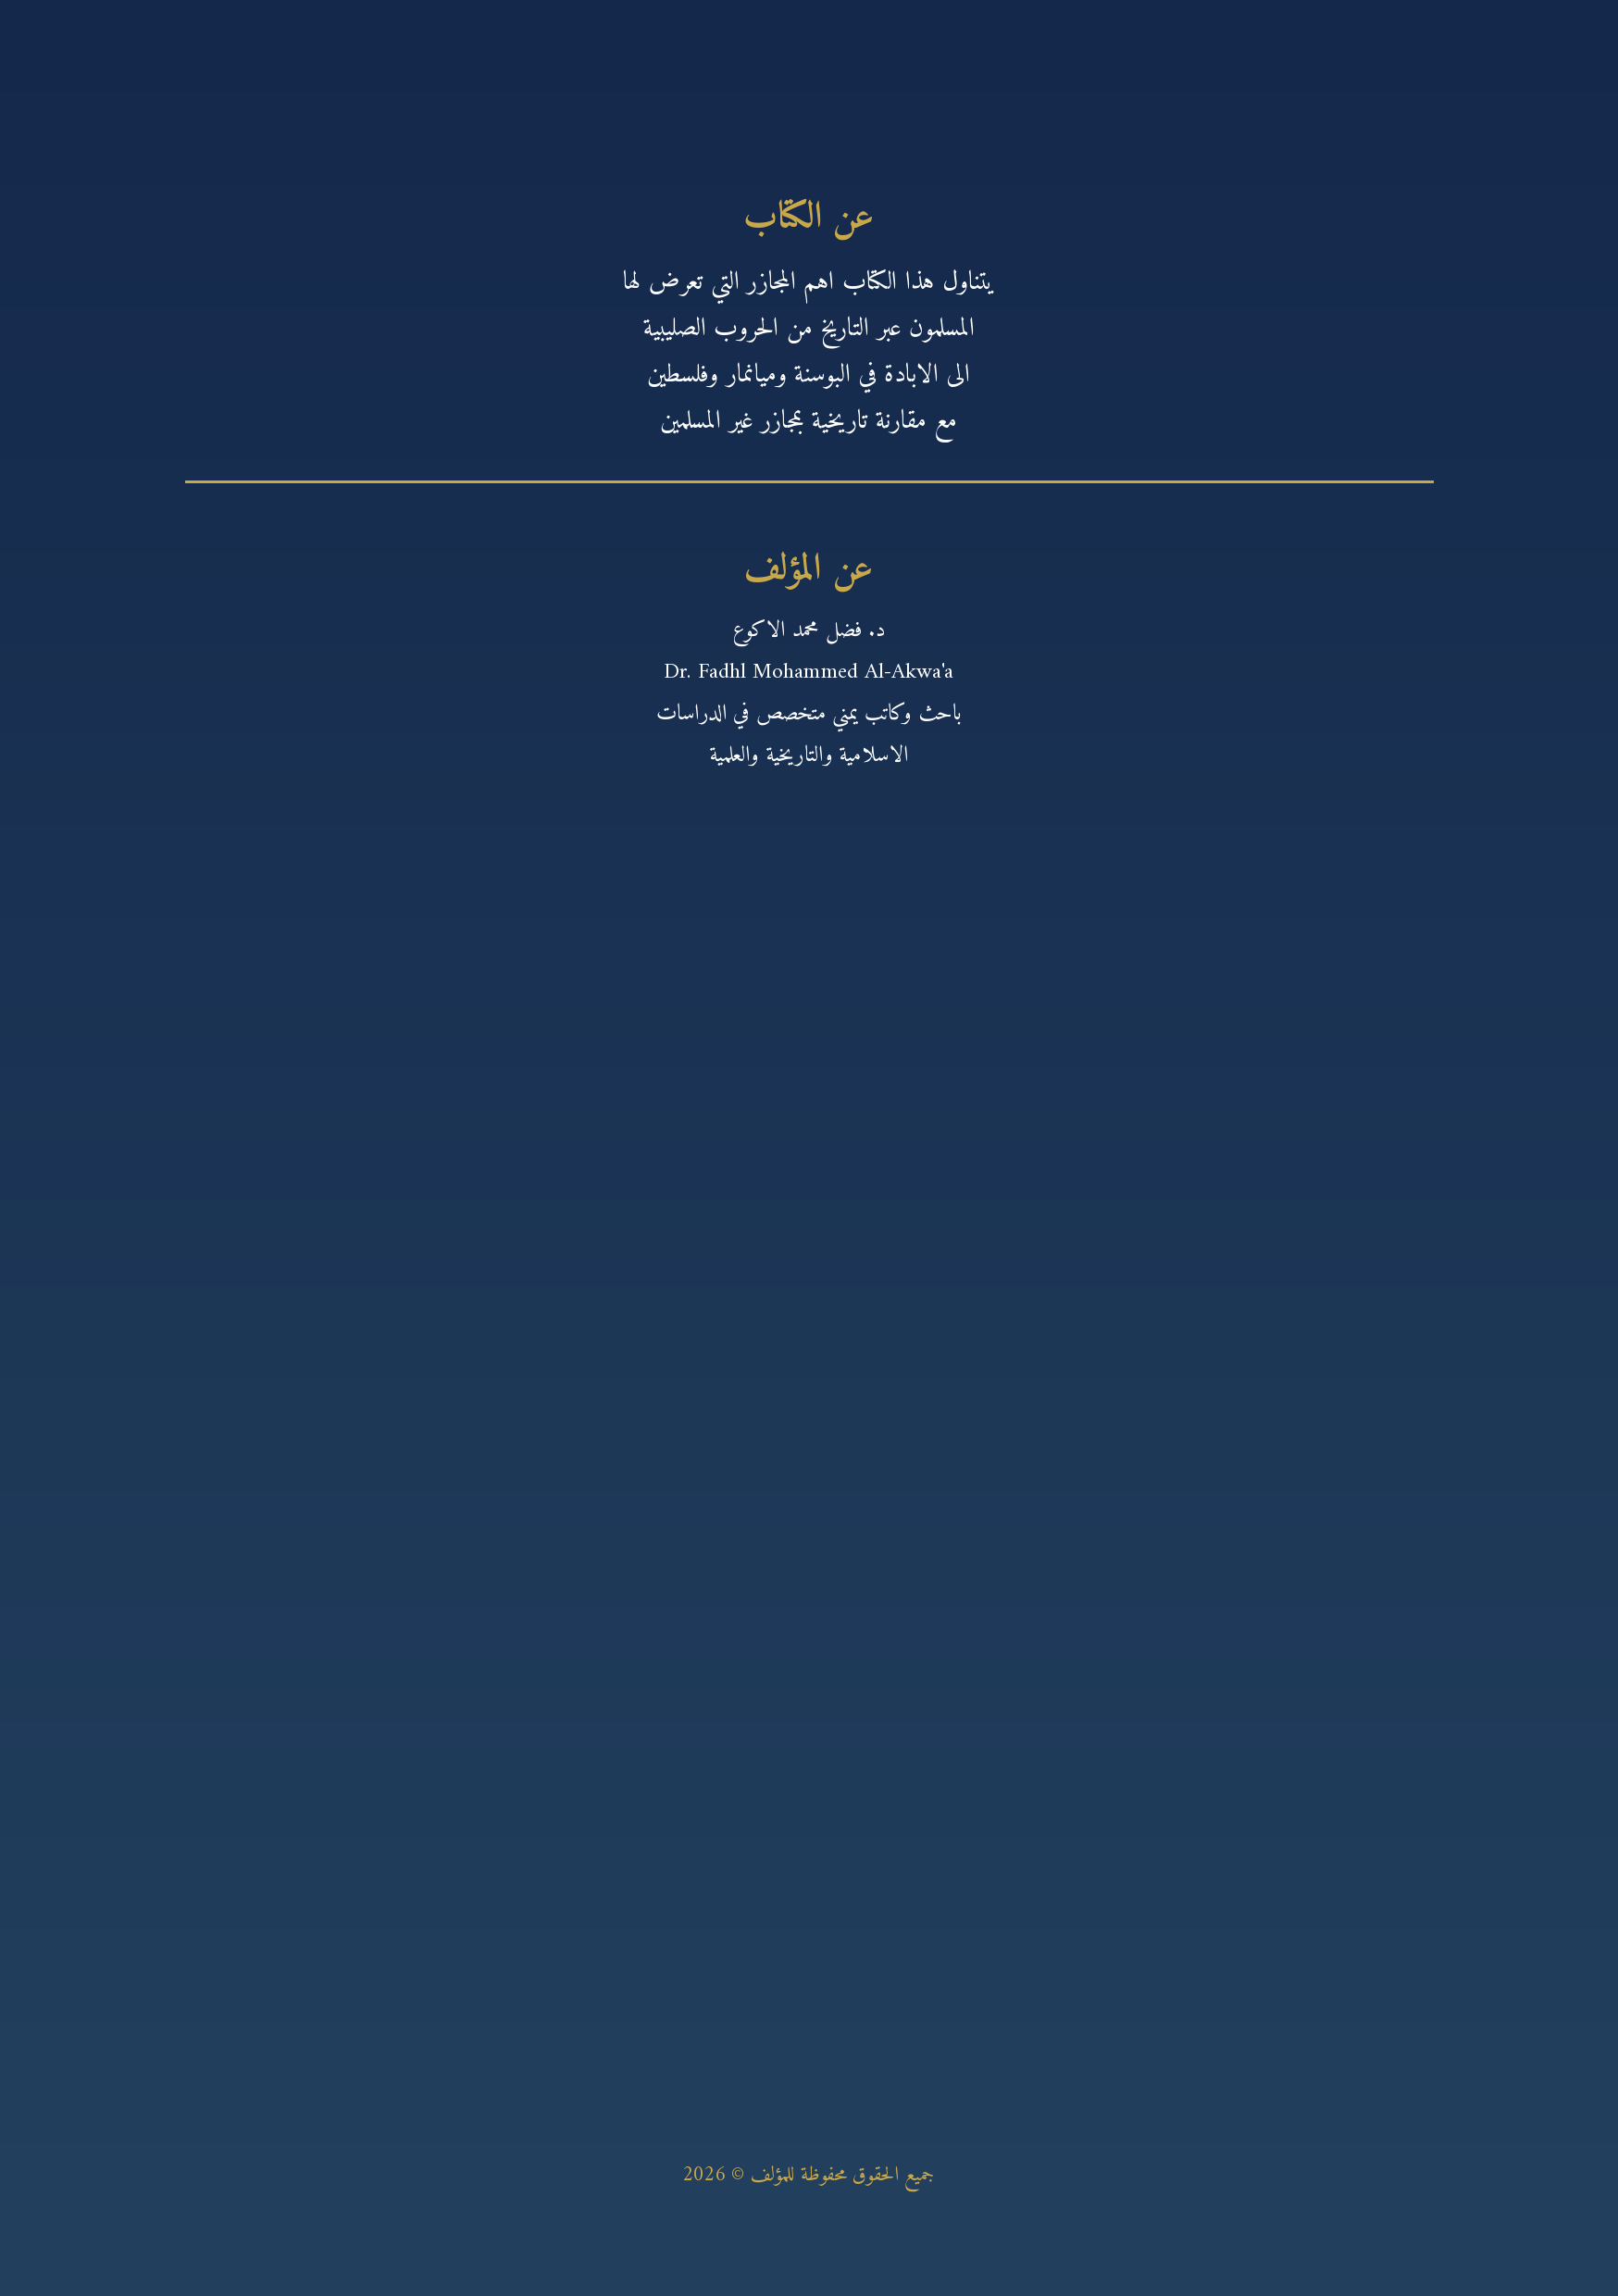 عن الكتاب
يتناول هذا الكتاب اهم المجازر التي تعرض لها
المسلمون عبر التاريخ من الحروب الصليبية
الى الابادة في البوسنة وميانمار وفلسطين
مع مقارنة تاريخية بمجازر غير المسلمين
عن المؤلف
د. فضل محمد الاكوع
Dr. Fadhl Mohammed Al-Akwa'a
باحث وكاتب يمني متخصص في الدراسات
الاسلامية والتاريخية والعلمية
جميع الحقوق محفوظة للمؤلف © 2026